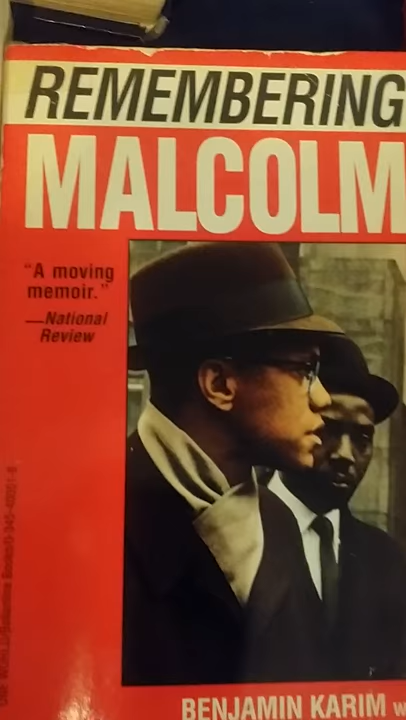 REMEMBERING
MALCOLM
"A moving
memoir."
—National
Review
BENJAMIN KARIM W